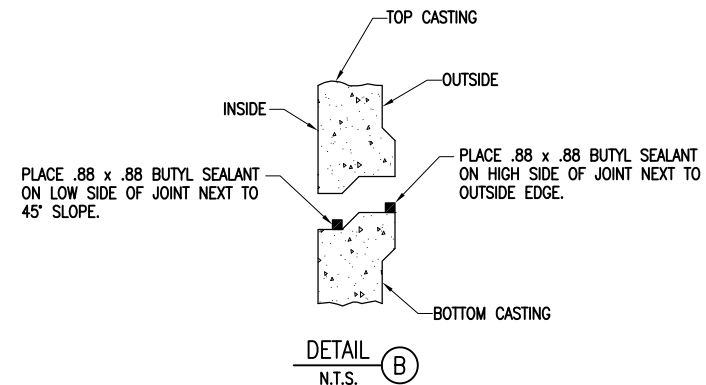 TOP CASTING
OUTSIDE
INSIDE
PLACE .88 x .88 BUTYL SEALANT
ON LOW SIDE OF JOINT NEXT TO
45° SLOPE.
PLACE .88 x .88 BUTYL SEALANT
ON HIGH SIDE OF JOINT NEXT TO
OUTSIDE EDGE.
BOTTOM CASTING
DETAIL B
N.T.S.